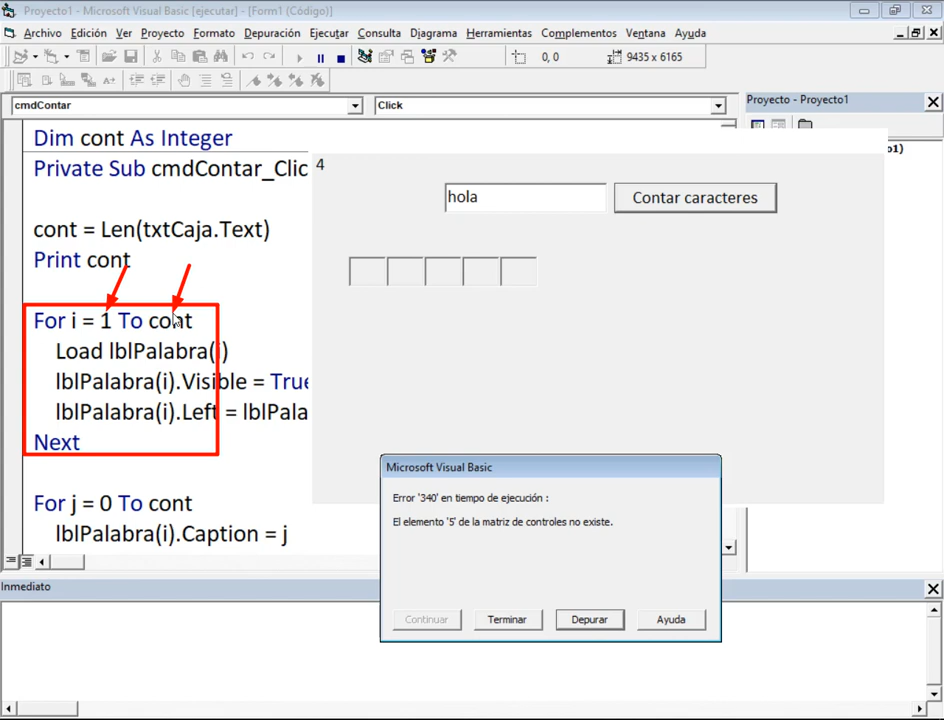 Proyecto1 - Microsoft Visual Basic [ejecutar] - [Form1 (Código)]
Archivo Edición Ver Proyecto Formato Depuración Ejecutar Consulta Diagrama Herramientas Complementos Ventana Ayuda
0, 0 9435 x 6165
cmdContar Click
Proyecto - Proyecto1
o1)
Dim cont As Integer
Private Sub cmdContar_Clic
4
hola Contar caracteres
cont = Len(txtCaja.Text)
Print cont
For i = 1 To cont
Load lblPalabra(i)
lblPalabra(i).Visible = True
lblPalabra(i).Left = lblPala
Next
For j = 0 To cont
lblPalabra(i).Caption = j
Microsoft Visual Basic
Error '340' en tiempo de ejecución :
El elemento '5' de la matriz de controles no existe.
Continuar Terminar Depurar Ayuda
Inmediato